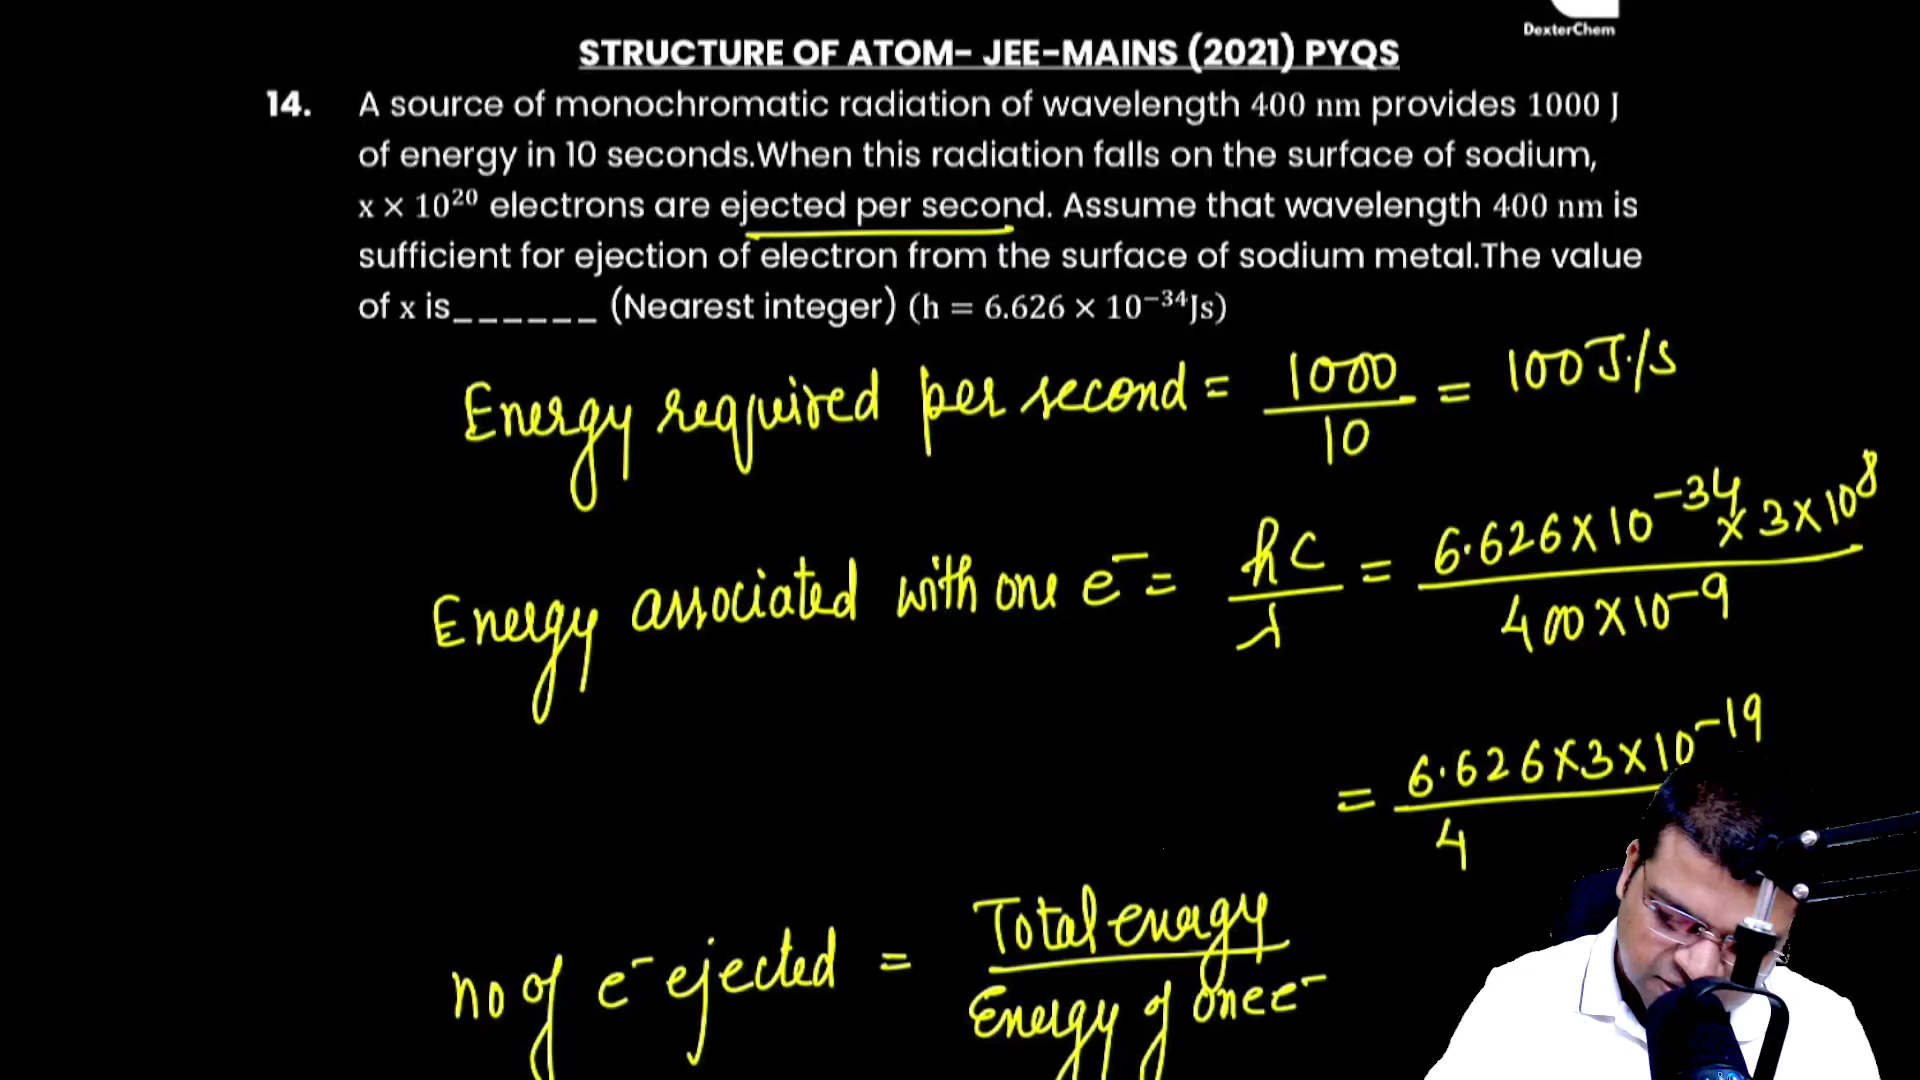 DexterChem
STRUCTURE OF ATOM- JEE-MAINS (2021) PYQS
14. A source of monochromatic radiation of wavelength 400 nm provides 1000 J
of energy in 10 seconds.When this radiation falls on the surface of sodium,
x × 10²⁰ electrons are ejected per second. Assume that wavelength 400 nm is
sufficient for ejection of electron from the surface of sodium metal.The value
of x is______ (Nearest integer) (h = 6.626 × 10⁻³⁴Js)
Energy required per second = 1000/10 = 100 J/s
Energy associated with one e⁻ = hc/λ = 6.626×10⁻³⁴ × 3×10⁸ / 400×10⁻⁹
= 6.626×3×10⁻¹⁹ / 4
no of e⁻ ejected = Total energy / Energy of one e⁻